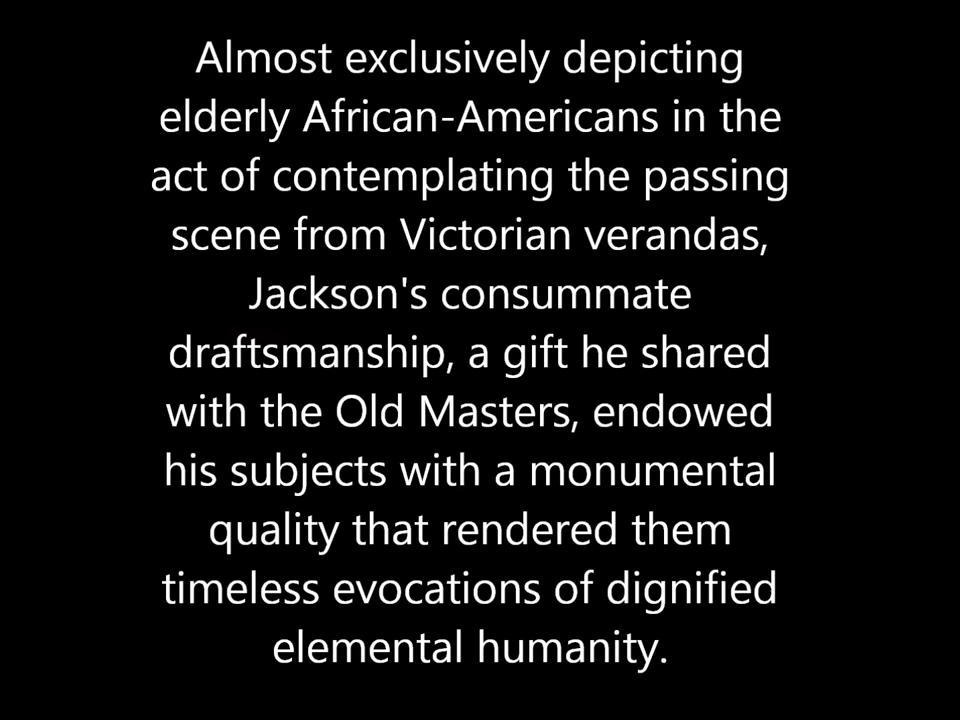 Almost exclusively depicting
elderly African-Americans in the
act of contemplating the passing
scene from Victorian verandas,
Jackson's consummate
draftsmanship, a gift he shared
with the Old Masters, endowed
his subjects with a monumental
quality that rendered them
timeless evocations of dignified
elemental humanity.